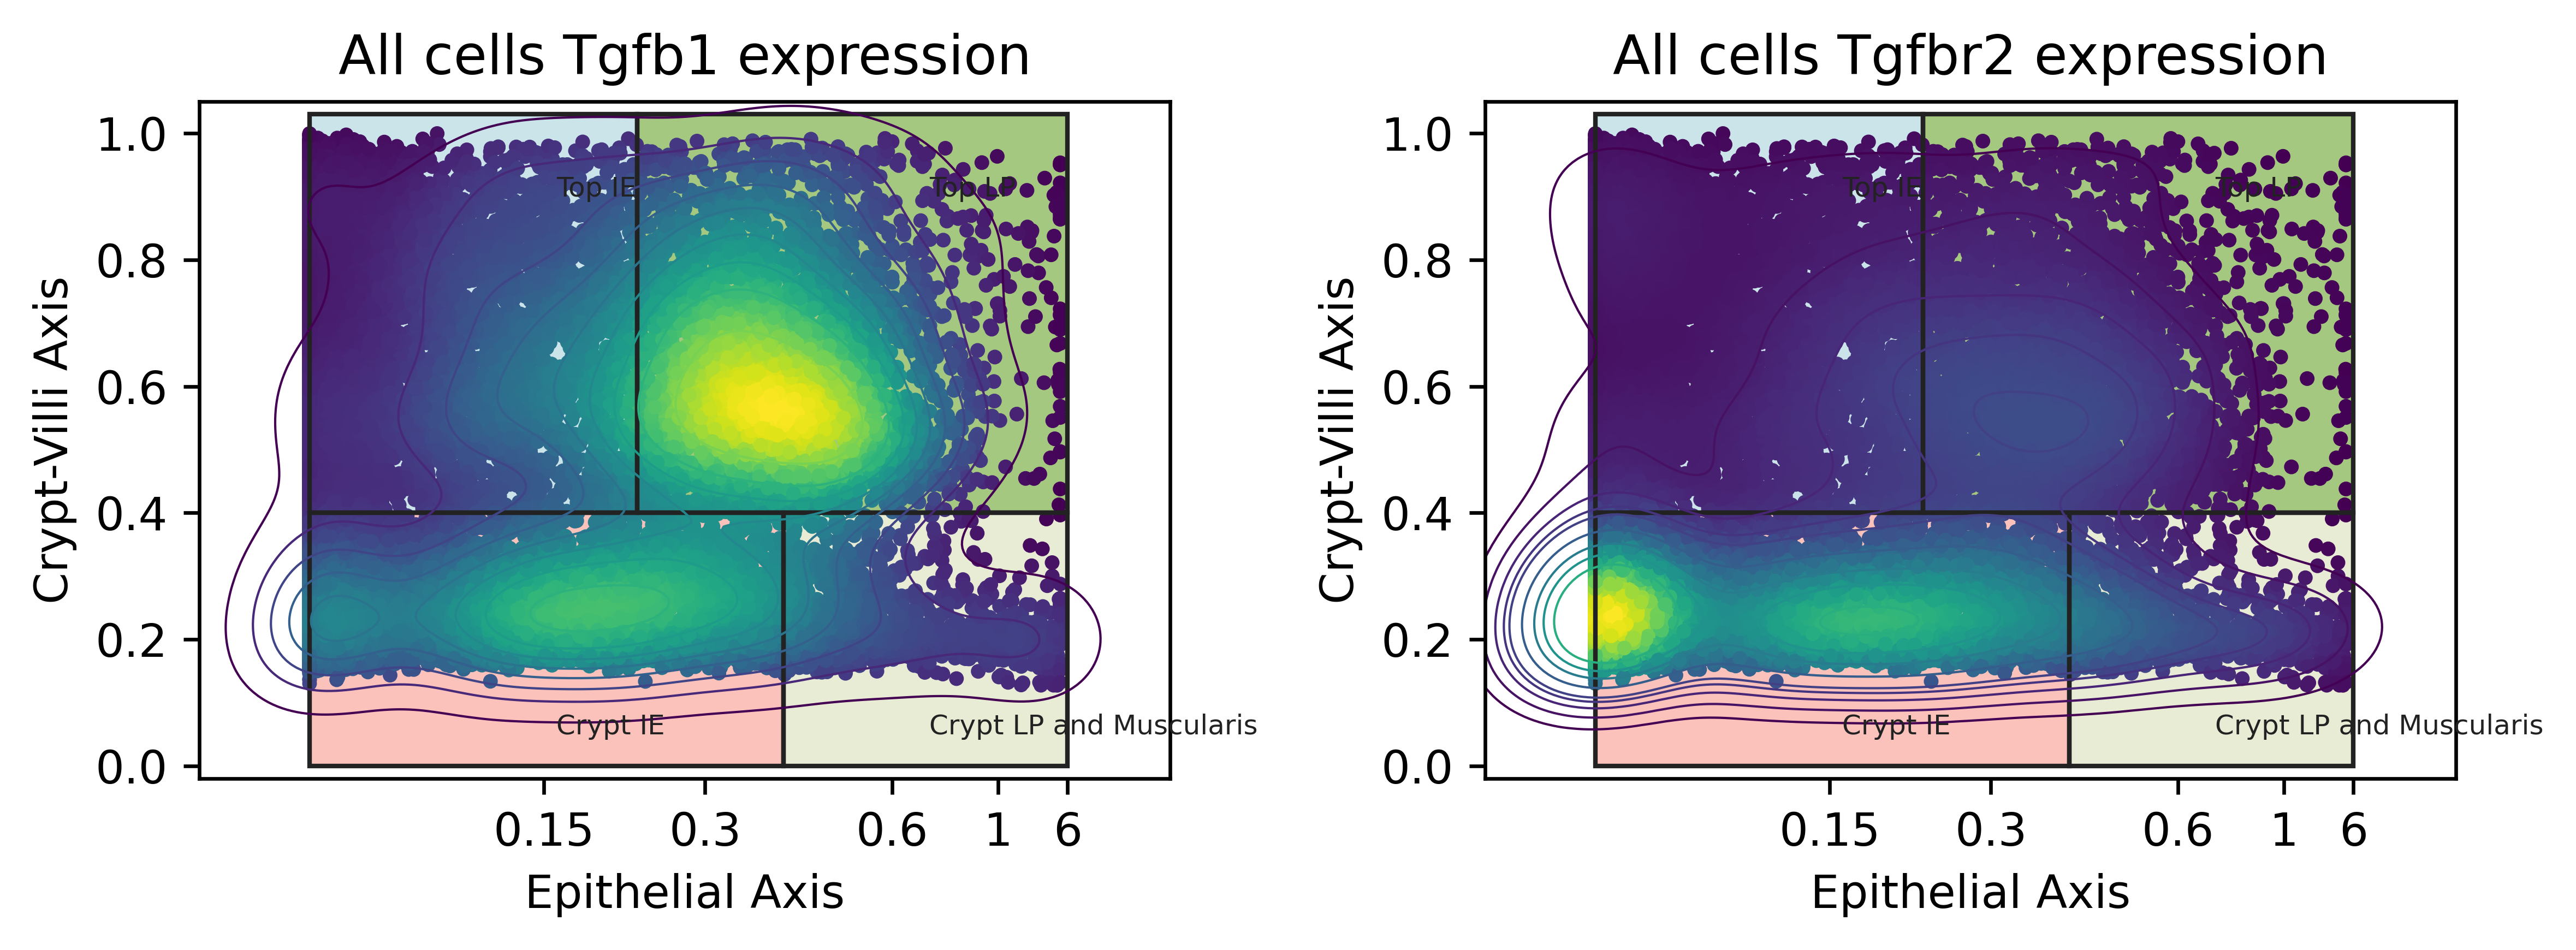 All cells Tgfb1 expression
Crypt-Villi Axis
1.0
0.8
0.6
0.4
0.2
0.0
Top IE
Top LP
Crypt IE
Crypt LP and Muscularis
0.15 0.3 0.6 1 6
Epithelial Axis
All cells Tgfbr2 expression
Crypt-Villi Axis
1.0
0.8
0.6
0.4
0.2
0.0
Top IE
Top LP
Crypt IE
Crypt LP and Muscularis
0.15 0.3 0.6 1 6
Epithelial Axis